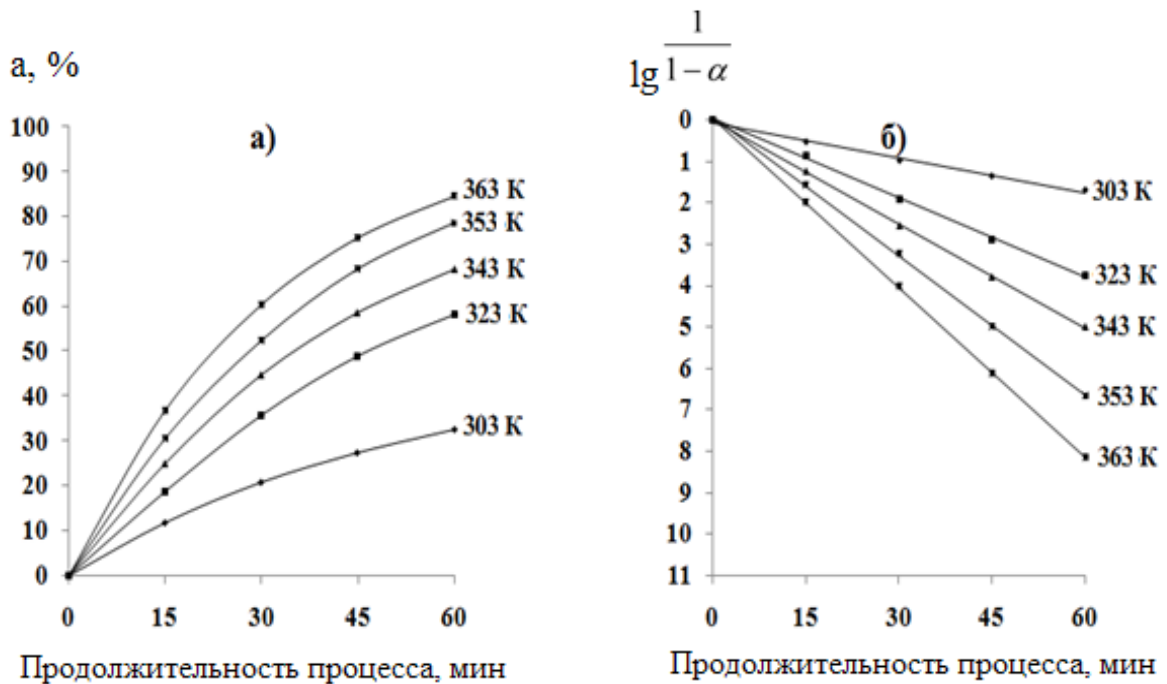 а, %
100
90
80
70
60
50
40
30
20
10
0
а)
363 К
353 К
343 К
323 К
303 К
0 15 30 45 60
Продолжительность процесса, мин
lg 1
1 − α
0
1
2
3
4
5
6
7
8
9
10
11
б)
303 К
323 К
343 К
353 К
363 К
0 15 30 45 60
Продолжительность процесса, мин